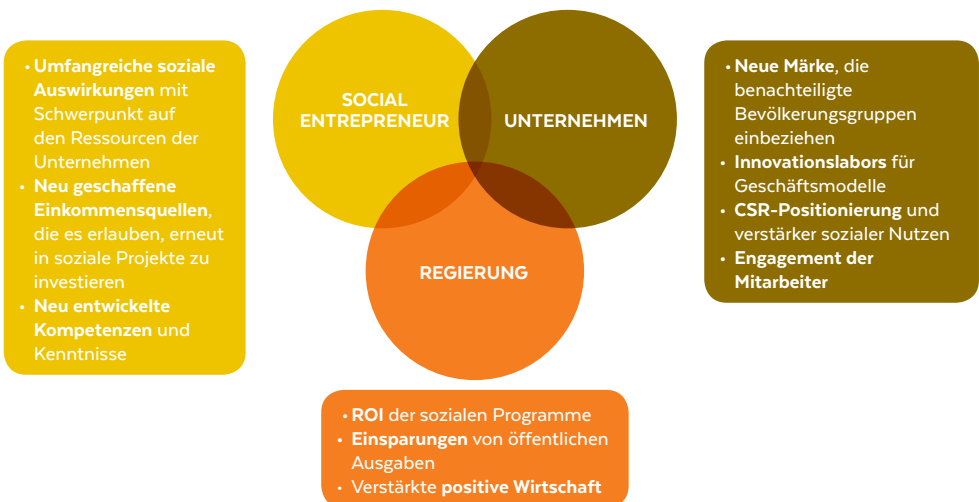 • Umfangreiche soziale
Auswirkungen mit
Schwerpunkt auf
den Ressourcen der
Unternehmen
• Neu geschaffene
Einkommensquellen,
die es erlauben, erneut
in soziale Projekte zu
investieren
• Neu entwickelte
Kompetenzen und
Kenntnisse
SOCIAL
ENTREPRENEUR
UNTERNEHMEN
REGIERUNG
• Neue Märke, die
benachteiligte
Bevölkerungsgruppen
einbeziehen
• Innovationslabors für
Geschäftsmodelle
• CSR-Positionierung und
verstärker sozialer Nutzen
• Engagement der
Mitarbeiter
• ROI der sozialen Programme
• Einsparungen von öffentlichen
Ausgaben
• Verstärkte positive Wirtschaft